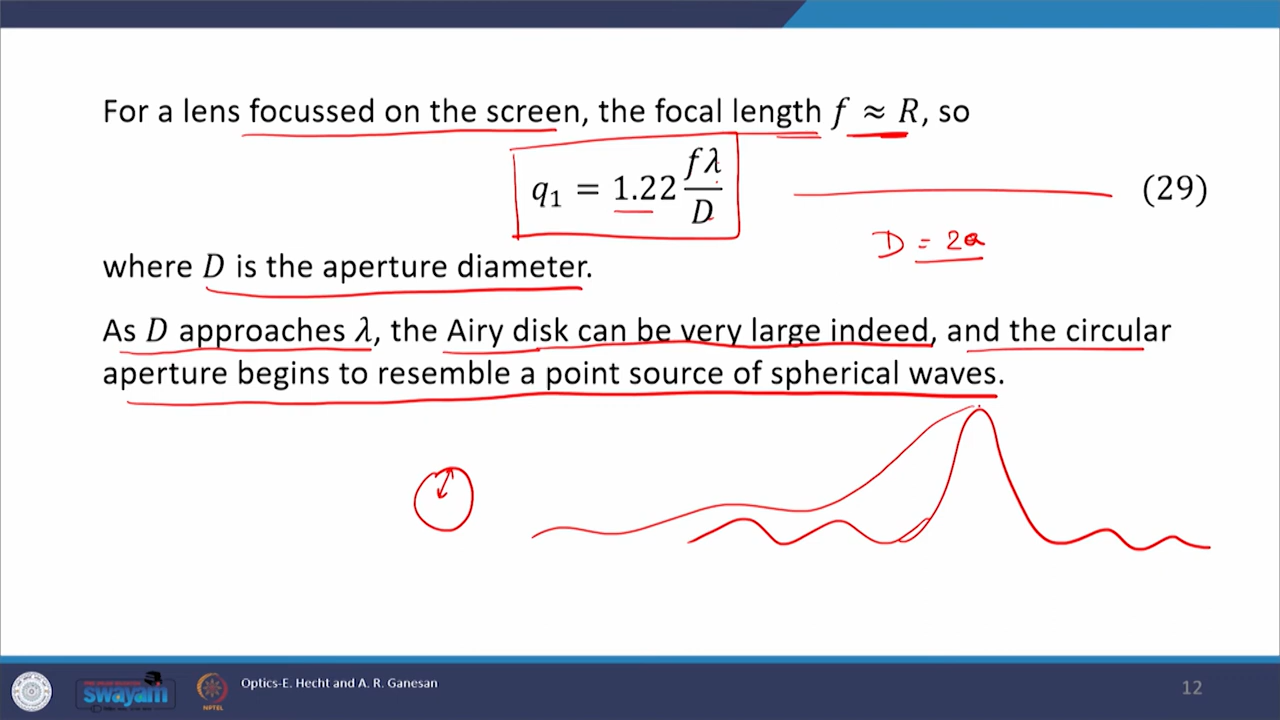 For a lens focussed on the screen, the focal length f ≈ R, so
q₁ = 1.22 fλ/D (29)
D = 2a
where D is the aperture diameter.
As D approaches λ, the Airy disk can be very large indeed, and the circular
aperture begins to resemble a point source of spherical waves.
swayam
NPTEL
Optics-E. Hecht and A. R. Ganesan
12